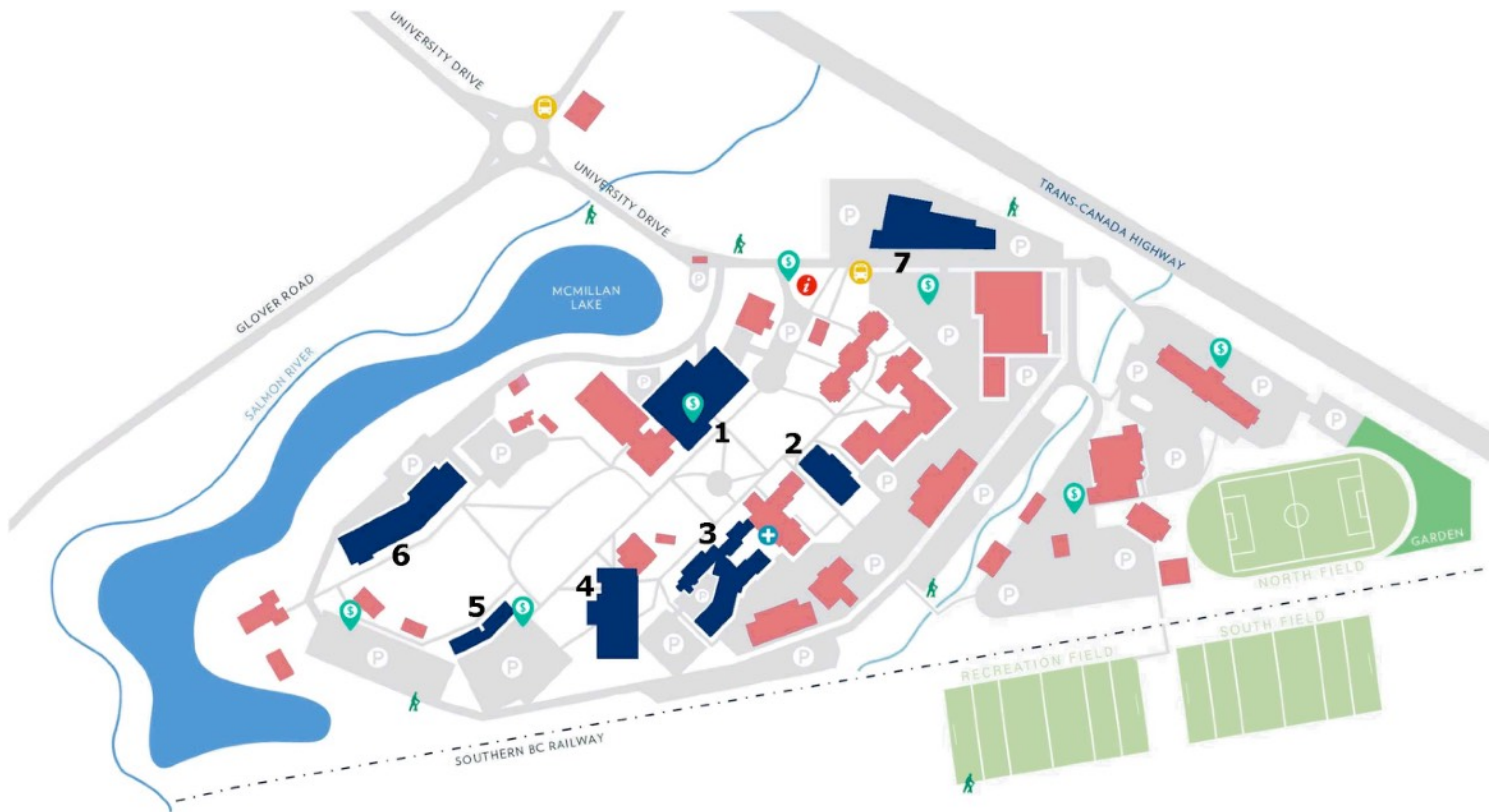 UNIVERSITY DRIVE
TRANS-CANADA HIGHWAY
UNIVERSITY DRIVE
P
P
7
$
i
P
$
MCMILLAN
LAKE
GLOVER ROAD
P
P
$
SALMON RIVER
P
P
P
P
$
1
2
P
P
P
P
P
$
GARDEN
3
6
P
NORTH FIELD
4
P
P
P
5
$
$
SOUTH FIELD
P
P
P
P
RECREATION FIELD
SOUTHERN BC RAILWAY